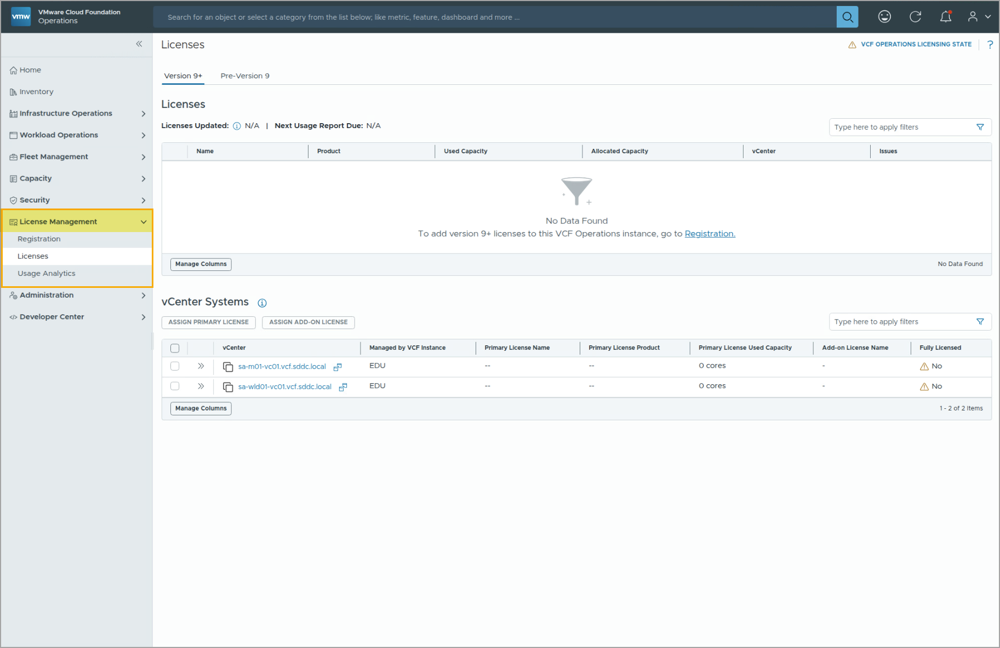 vmw
VMware Cloud Foundation
Operations
Search for an object or select a category from the list below; like metric, feature, dashboard and more ...
Licenses
VCF OPERATIONS LICENSING STATE
?
Home
Inventory
Infrastructure Operations
Workload Operations
Fleet Management
Capacity
Security
License Management
Registration
Licenses
Usage Analytics
Administration
Developer Center
Version 9+ Pre-Version 9
Licenses
Licenses Updated: N/A | Next Usage Report Due: N/A
Type here to apply filters
Name Product Used Capacity Allocated Capacity vCenter Issues
No Data Found
To add version 9+ licenses to this VCF Operations instance, go to Registration.
Manage Columns No Data Found
vCenter Systems
ASSIGN PRIMARY LICENSE ASSIGN ADD-ON LICENSE
Type here to apply filters
vCenter Managed by VCF Instance Primary License Name Primary License Product Primary License Used Capacity Add-on License Name Fully Licensed
sa-m01-vc01.vcf.sddc.local EDU -- -- 0 cores - No
sa-wld01-vc01.vcf.sddc.local EDU -- -- 0 cores - No
Manage Columns 1 - 2 of 2 Items